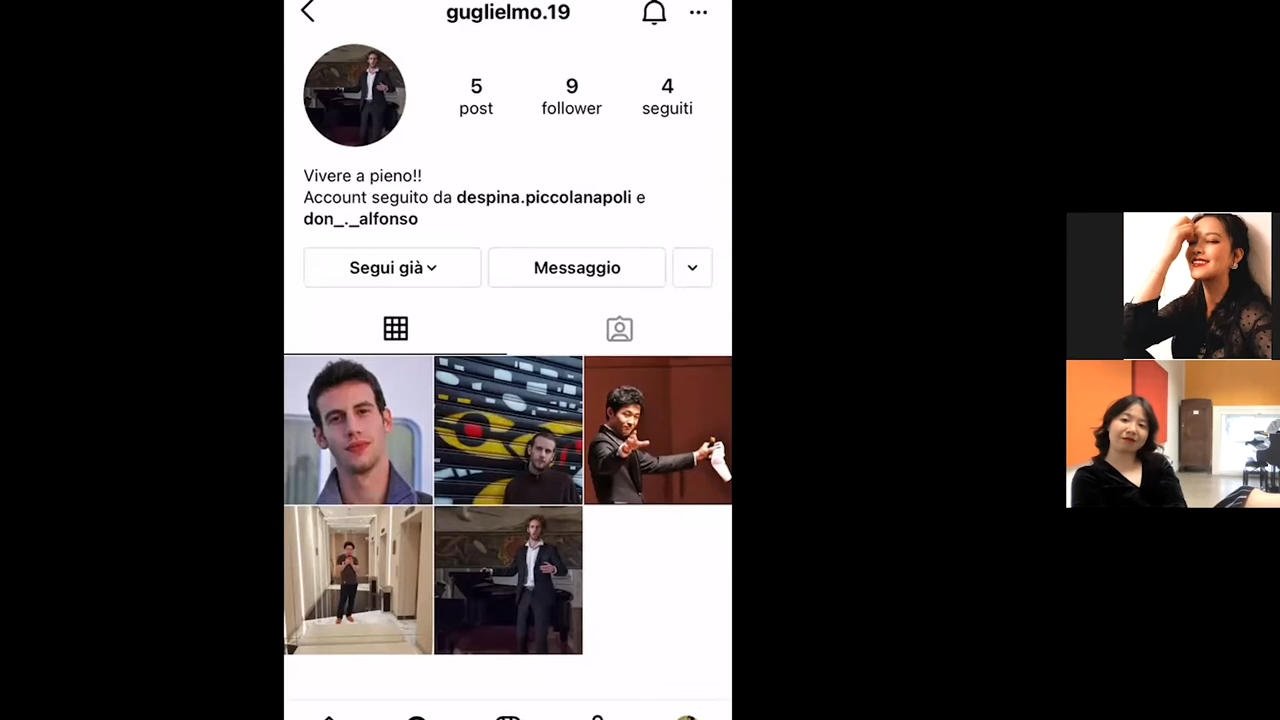 guglielmo.19
5 9 4
post follower seguiti
Vivere a pieno!!
Account seguito da despina.piccolanapoli e
don_._alfonso
Segui già Messaggio